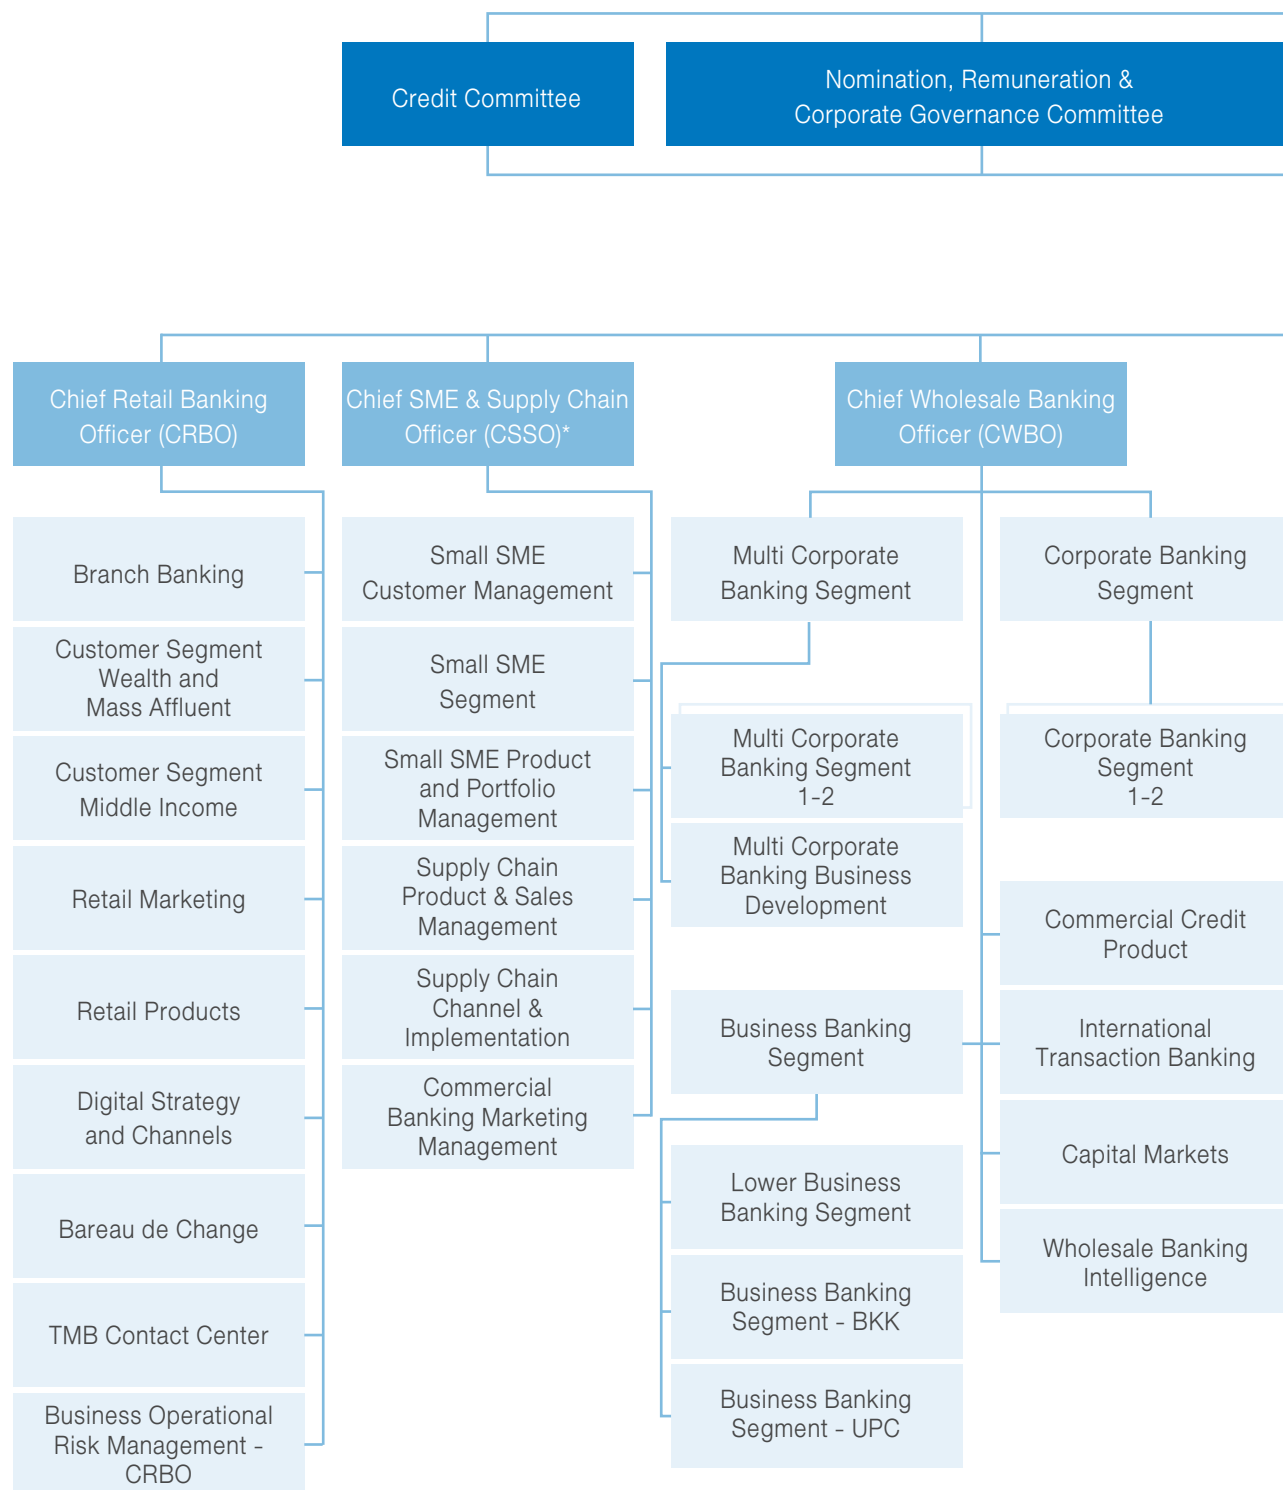 Credit Committee
Nomination, Remuneration &
Corporate Governance Committee
Chief Retail Banking
Officer (CRBO)
Chief SME & Supply Chain
Officer (CSSO)*
Chief Wholesale Banking
Officer (CWBO)
Branch Banking
Customer Segment
Wealth and
Mass Affluent
Customer Segment
Middle Income
Retail Marketing
Retail Products
Digital Strategy
and Channels
Bareau de Change
TMB Contact Center
Business Operational
Risk Management -
CRBO
Small SME
Customer Management
Small SME
Segment
Small SME Product
and Portfolio
Management
Supply Chain
Product & Sales
Management
Supply Chain
Channel &
Implementation
Commercial
Banking Marketing
Management
Multi Corporate
Banking Segment
Multi Corporate
Banking Segment
1-2
Multi Corporate
Banking Business
Development
Business Banking
Segment
Lower Business
Banking Segment
Business Banking
Segment - BKK
Business Banking
Segment - UPC
Corporate Banking
Segment
Corporate Banking
Segment
1-2
Commercial Credit
Product
International
Transaction Banking
Capital Markets
Wholesale Banking
Intelligence